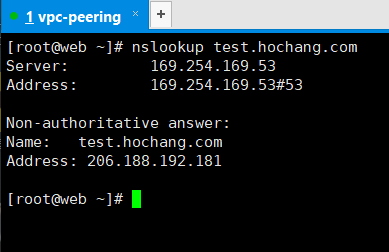 1 vpc-peering × +
[root@web ~]# nslookup test.hochang.com
Server:         169.254.169.53
Address:        169.254.169.53#53
Non-authoritative answer:
Name:   test.hochang.com
Address: 206.188.192.181
[root@web ~]#